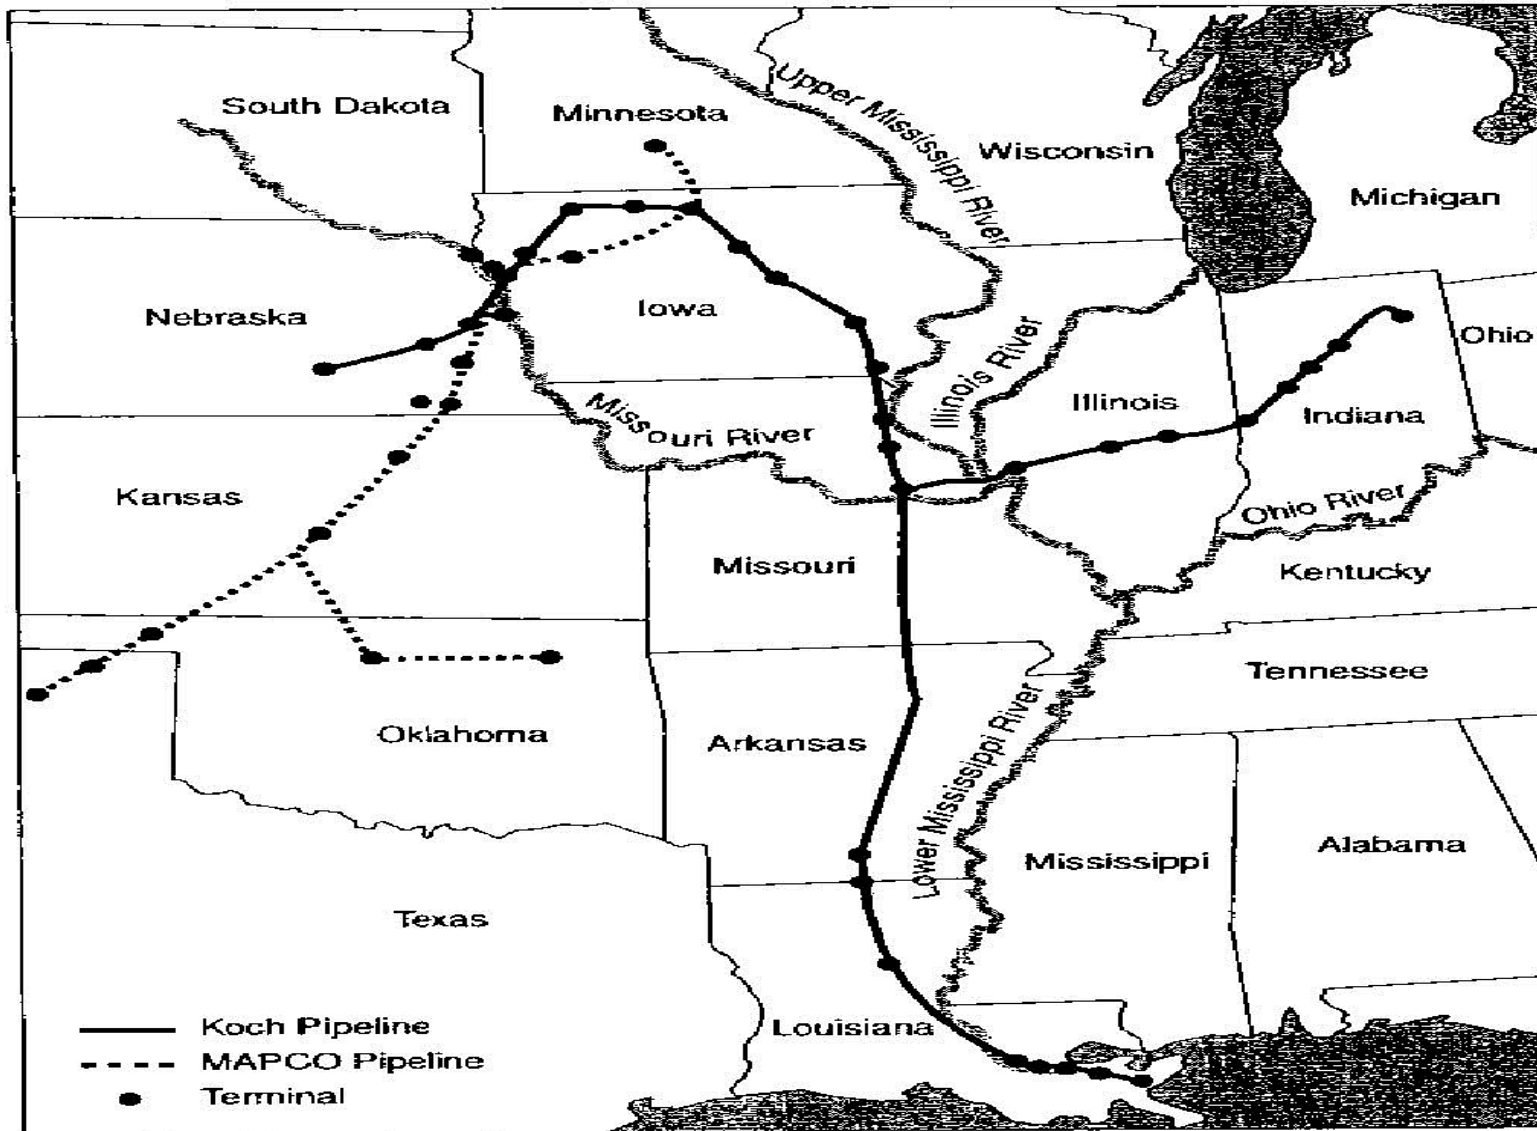 South Dakota
Minnesota
Upper Mississippi River
Wisconsin
Michigan
Nebraska
Iowa
Illinois River
Ohio
Missouri River
Illinois
Indiana
Kansas
Ohio River
Missouri
Kentucky
Tennessee
Oklahoma
Arkansas
Lower Mississippi River
Mississippi
Alabama
Texas
Louisiana
Koch Pipeline
MAPCO Pipeline
Terminal